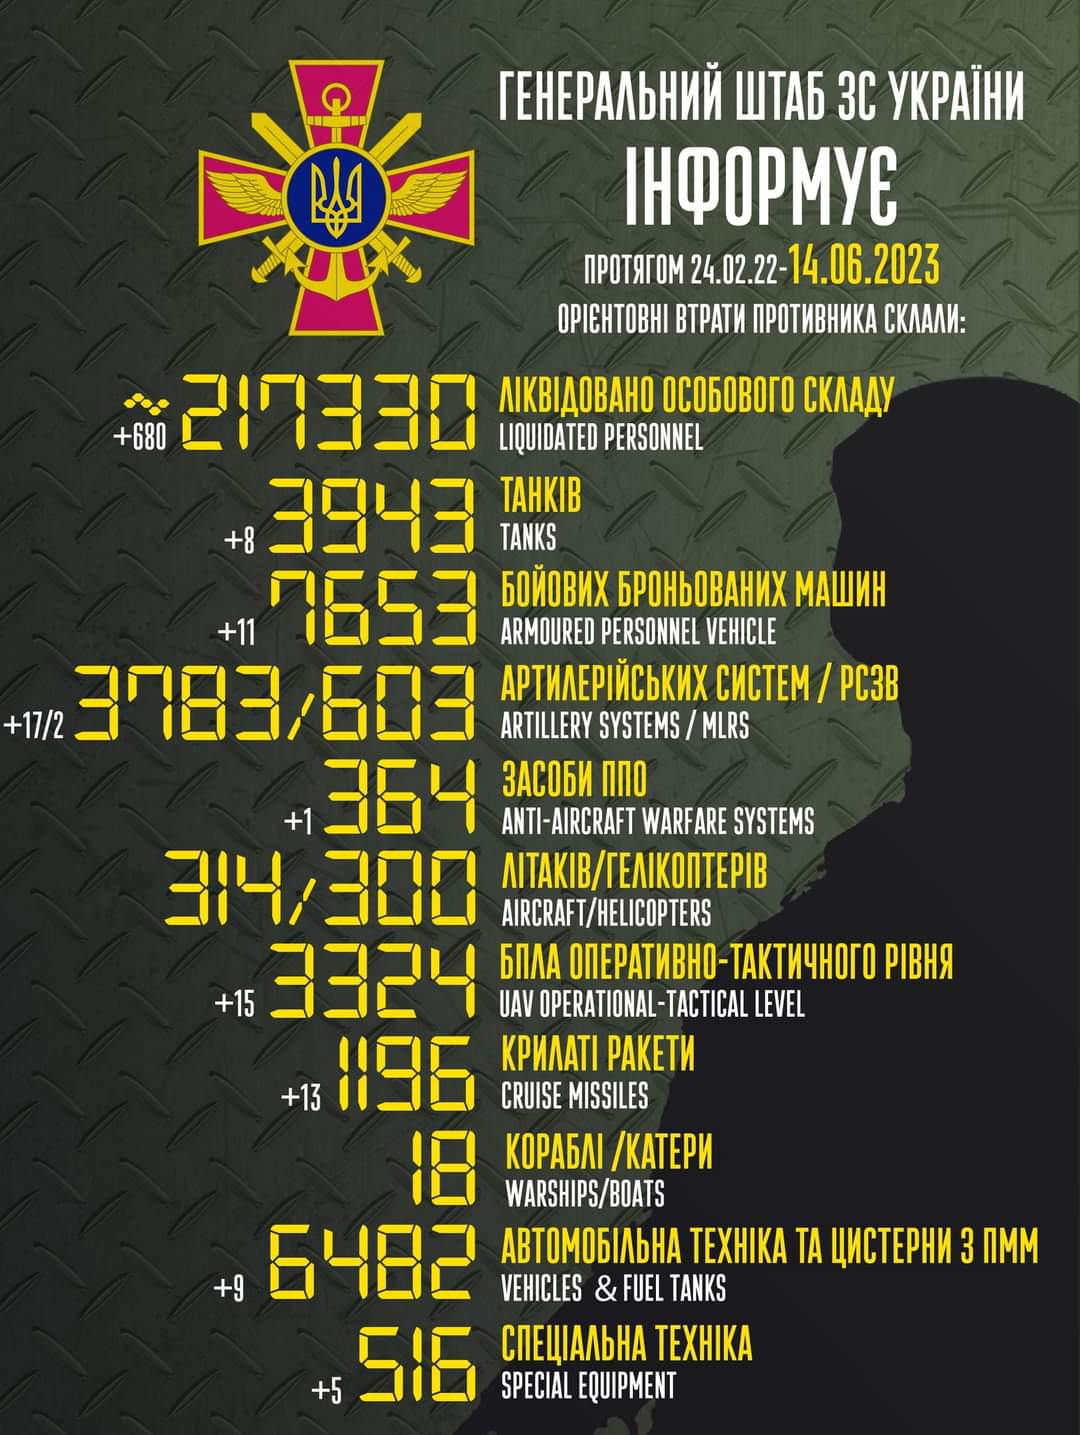 ГЕНЕРАЛЬНИЙ ШТАБ ЗС УКРАЇНИ
ІНФОРМУЄ
ПРОТЯГОМ 24.02.22-14.06.2023
ОРІЄНТОВНІ ВТРАТИ ПРОТИВНИКА СКЛАЛИ:
+680 ~217330 ЛІКВІДОВАНО ОСОБОВОГО СКЛАДУ
LIQUIDATED PERSONNEL
+8 3943 ТАНКІВ
TANKS
+11 7653 БОЙОВИХ БРОНЬОВАНИХ МАШИН
ARMOURED PERSONNEL VEHICLE
+17/2 3783/603 АРТИЛЕРІЙСЬКИХ СИСТЕМ / РСЗВ
ARTILLERY SYSTEMS / MLRS
+1 364 ЗАСОБИ ППО
ANTI-AIRCRAFT WARFARE SYSTEMS
314/300 ЛІТАКІВ/ГЕЛІКОПТЕРІВ
AIRCRAFT/HELICOPTERS
+15 3324 БПЛА ОПЕРАТИВНО-ТАКТИЧНОГО РІВНЯ
UAV OPERATIONAL-TACTICAL LEVEL
+13 1196 КРИЛАТІ РАКЕТИ
CRUISE MISSILES
18 КОРАБЛІ /КАТЕРИ
WARSHIPS/BOATS
+9 6482 АВТОМОБІЛЬНА ТЕХНІКА ТА ЦИСТЕРНИ З ПММ
VEHICLES & FUEL TANKS
+5 516 СПЕЦІАЛЬНА ТЕХНІКА
SPECIAL EQUIPMENT